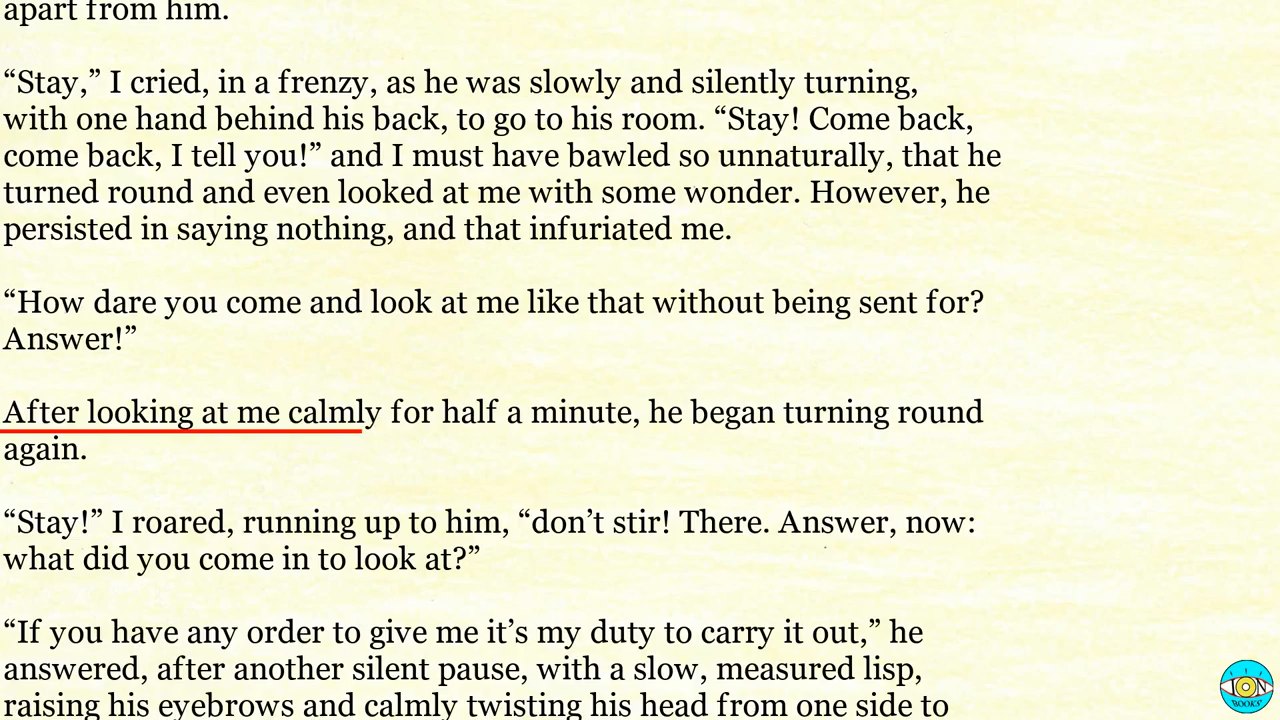 apart from him.
“Stay,” I cried, in a frenzy, as he was slowly and silently turning,
with one hand behind his back, to go to his room. “Stay! Come back,
come back, I tell you!” and I must have bawled so unnaturally, that he
turned round and even looked at me with some wonder. However, he
persisted in saying nothing, and that infuriated me.
“How dare you come and look at me like that without being sent for?
Answer!”
After looking at me calmly for half a minute, he began turning round
again.
“Stay!” I roared, running up to him, “don’t stir! There. Answer, now:
what did you come in to look at?”
“If you have any order to give me it’s my duty to carry it out,” he
answered, after another silent pause, with a slow, measured lisp,
raising his eyebrows and calmly twisting his head from one side to
ION
BOOKS